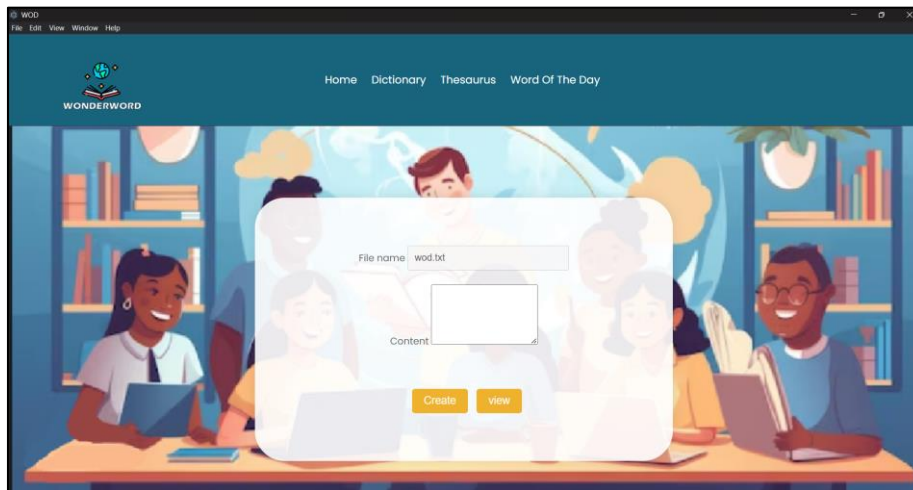 WOD
File Edit View Window Help
WONDERWORD
Home Dictionary Thesaurus Word Of The Day
File name wod.txt
Content
Create view